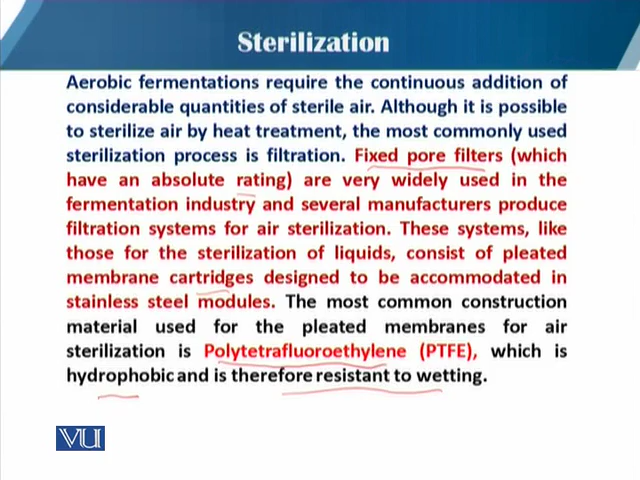 Sterilization
Aerobic fermentations require the continuous addition of
considerable quantities of sterile air. Although it is possible
to sterilize air by heat treatment, the most commonly used
sterilization process is filtration. Fixed pore filters (which
have an absolute rating) are very widely used in the
fermentation industry and several manufacturers produce
filtration systems for air sterilization. These systems, like
those for the sterilization of liquids, consist of pleated
membrane cartridges designed to be accommodated in
stainless steel modules. The most common construction
material used for the pleated membranes for air
sterilization is Polytetrafluoroethylene (PTFE), which is
hydrophobic and is therefore resistant to wetting.
VU